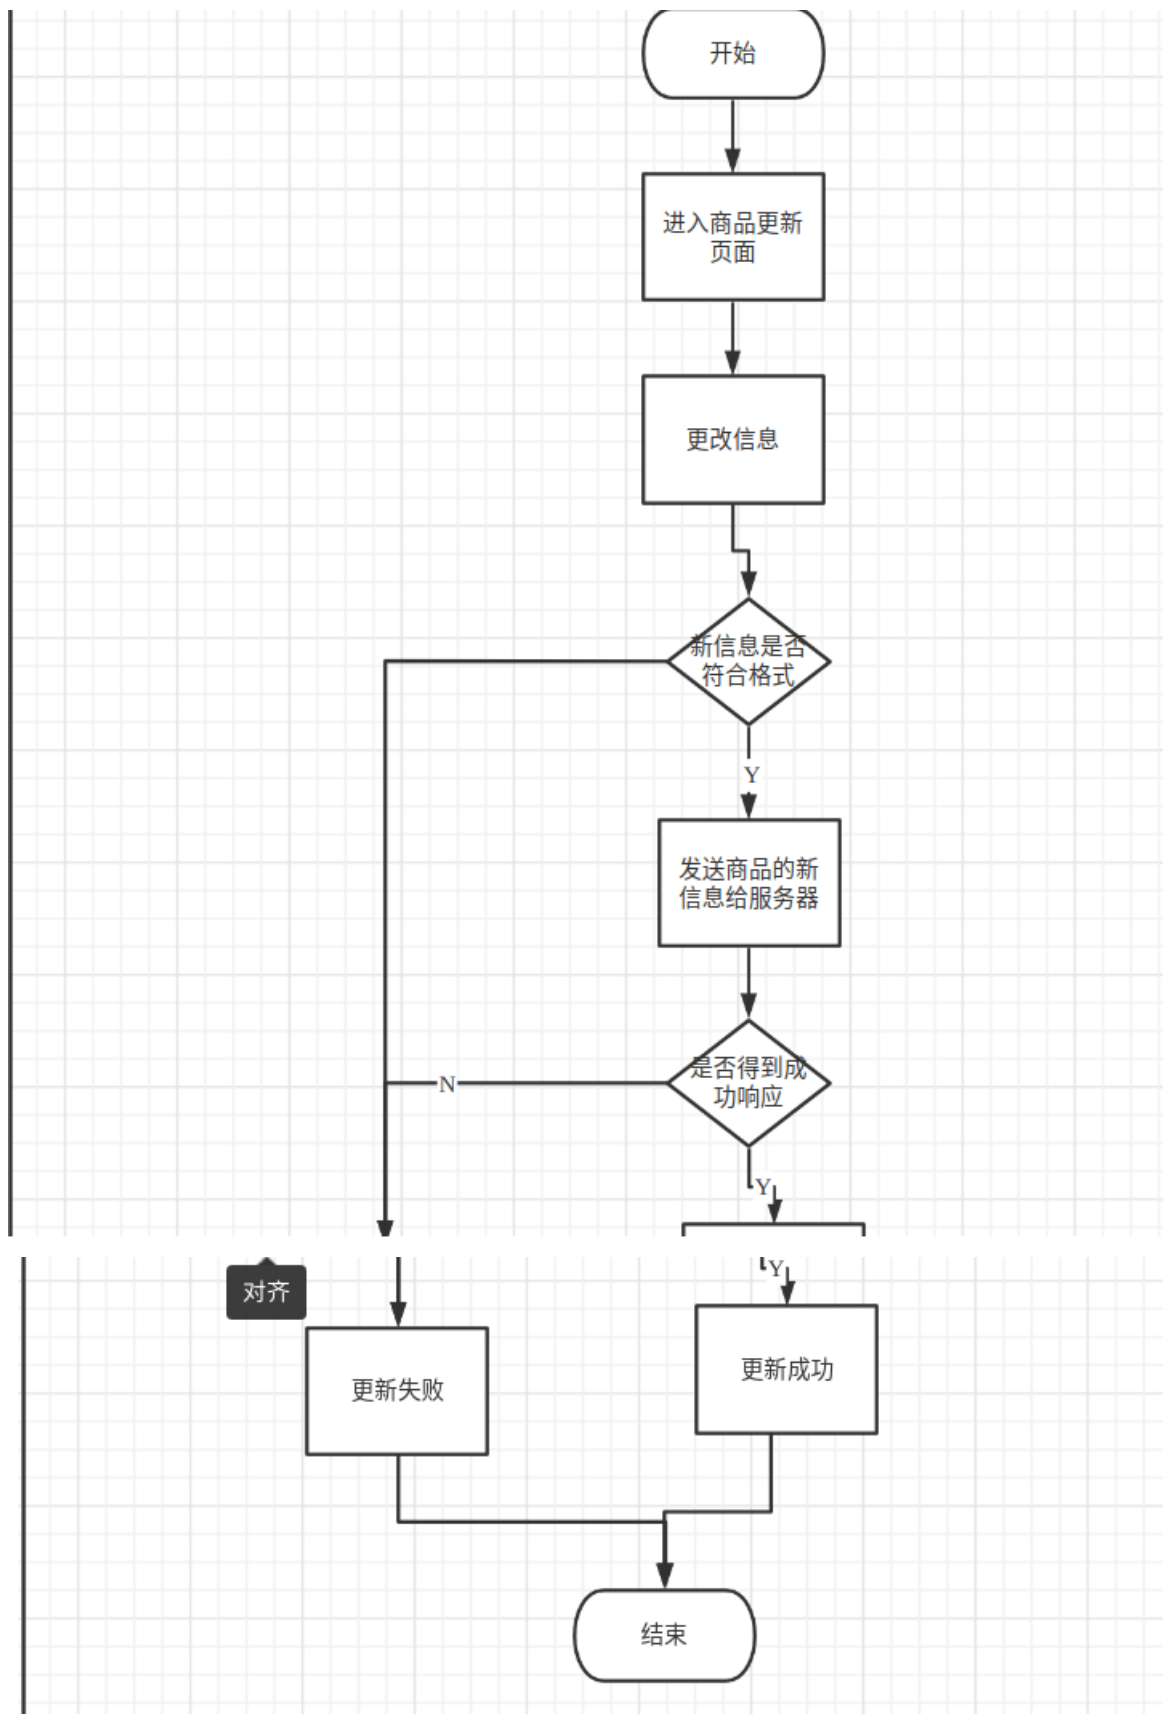 开始
进入商品更新
页面
更改信息
新信息是否
符合格式
Y
发送商品的新
信息给服务器
是否得到成
功响应
N
Y
对齐
Y
更新失败
更新成功
结束